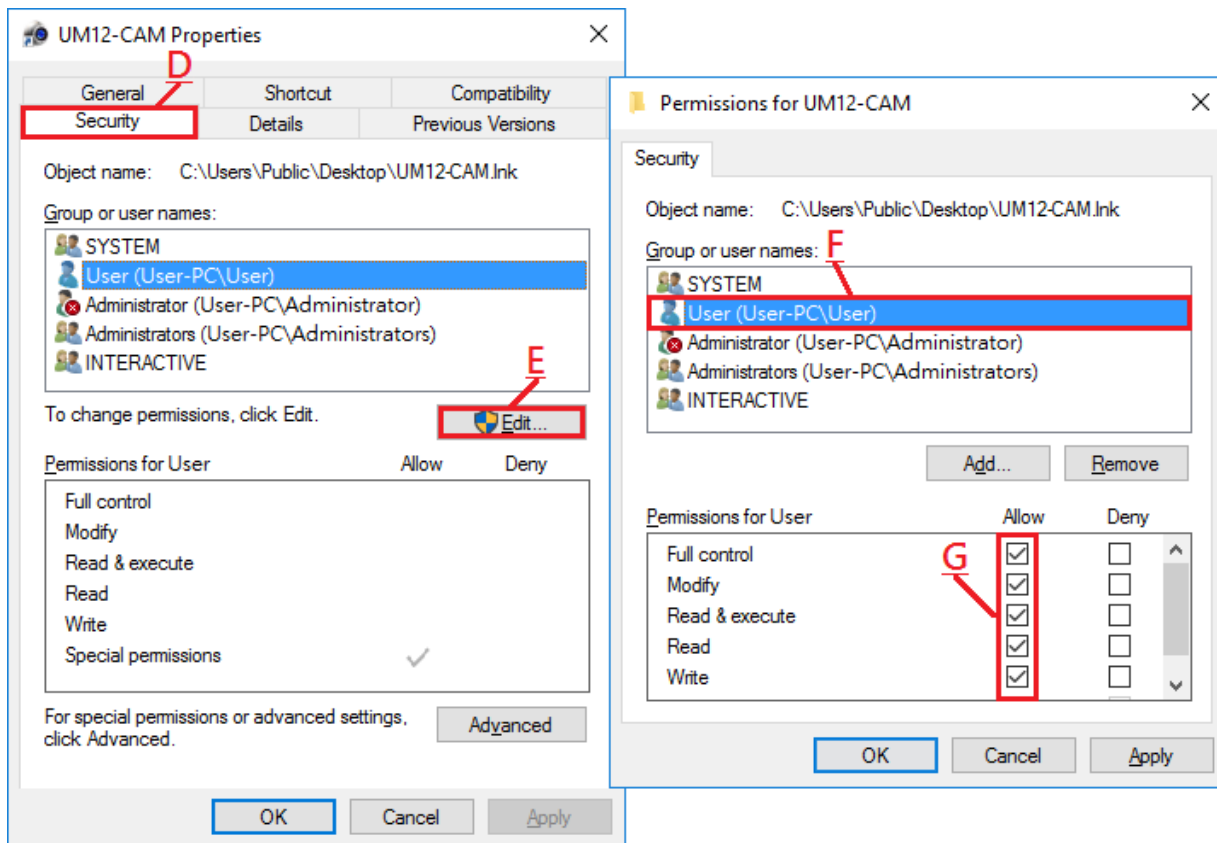 UM12-CAM Properties
D
General Shortcut Compatibility
Security Details Previous Versions
Object name: C:\Users\Public\Desktop\UM12-CAM.lnk
Group or user names:
SYSTEM
User (User-PC\User)
Administrator (User-PC\Administrator)
Administrators (User-PC\Administrators)
INTERACTIVE
E
To change permissions, click Edit.
Edit...
Permissions for User Allow Deny
Full control
Modify
Read & execute
Read
Write
Special permissions
For special permissions or advanced settings,
click Advanced.
Advanced
OK Cancel Apply
Permissions for UM12-CAM
Security
Object name: C:\Users\Public\Desktop\UM12-CAM.lnk
Group or user names:
F
SYSTEM
User (User-PC\User)
Administrator (User-PC\Administrator)
Administrators (User-PC\Administrators)
INTERACTIVE
Add... Remove
Permissions for User Allow Deny
G
Full control
Modify
Read & execute
Read
Write
OK Cancel Apply